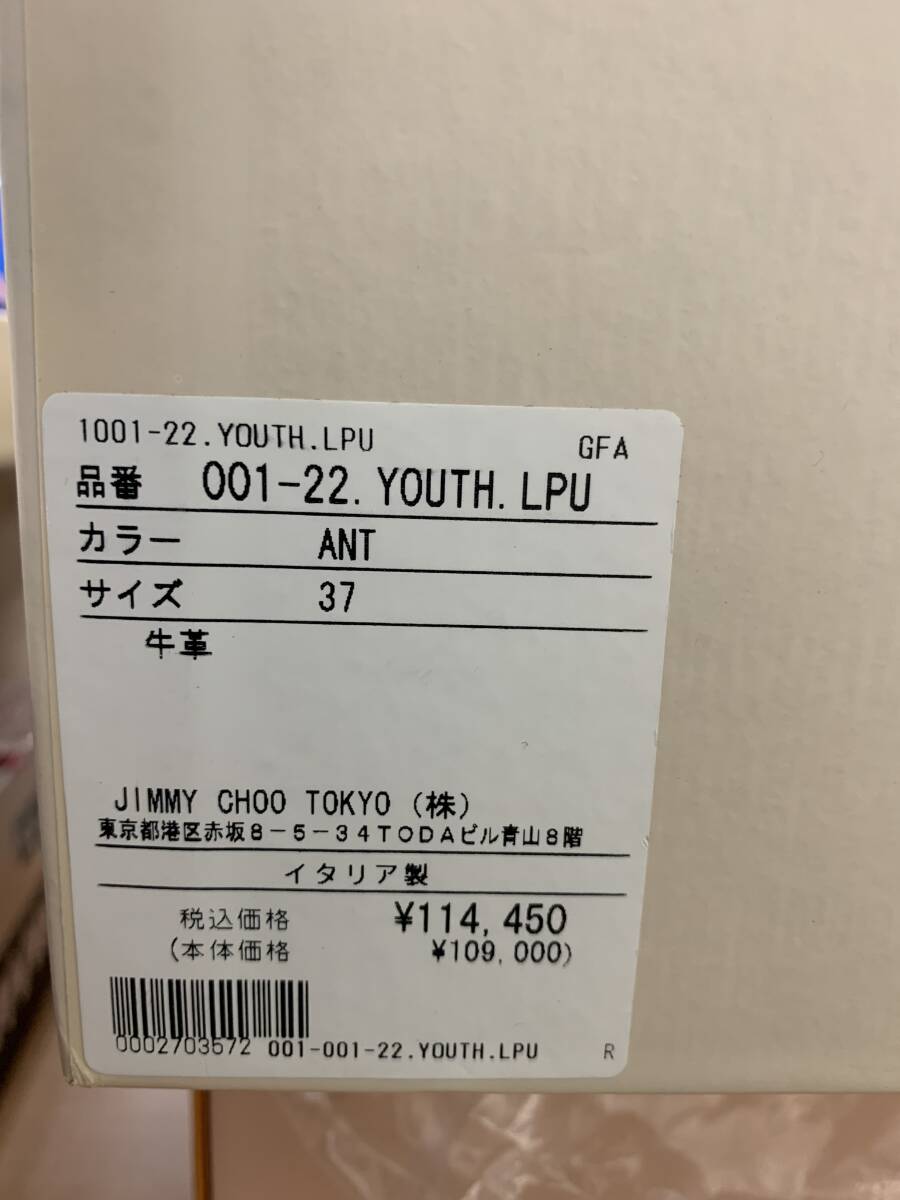 1001-22.YOUTH.LPU GFA
品番 001-22.YOUTH.LPU
カラー ANT
サイズ 37
牛革
JIMMY CHOO TOKYO (株)
東京都港区赤坂8-5-34TODAビル青山8階
イタリア製
税込価格 ¥114,450
(本体価格 ¥109,000)
0002703572 001-001-22.YOUTH.LPU R